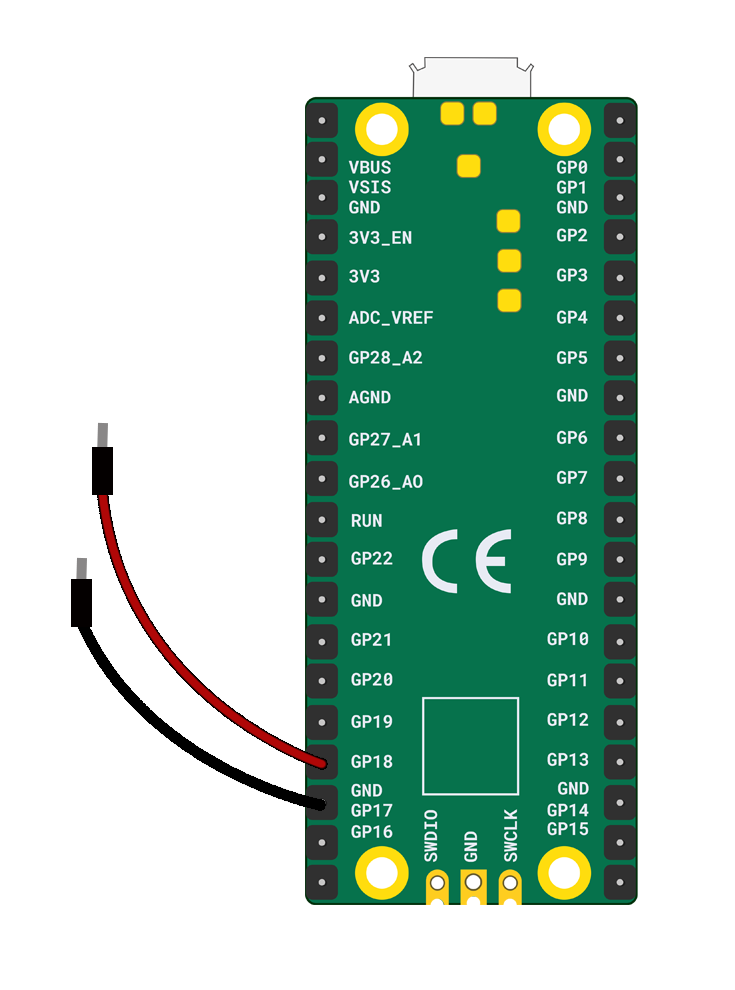 VBUS
VSIS
GND
3V3_EN
3V3
ADC_VREF
GP28_A2
AGND
GP27_A1
GP26_AO
RUN
GP22
GND
GP21
GP20
GP19
GP18
GND
GP17
GP16
GP0
GP1
GND
GP2
GP3
GP4
GP5
GND
GP6
GP7
GP8
GP9
GND
GP10
GP11
GP12
GP13
GND
GP14
GP15
CE
SWDIO
GND
SWCLK